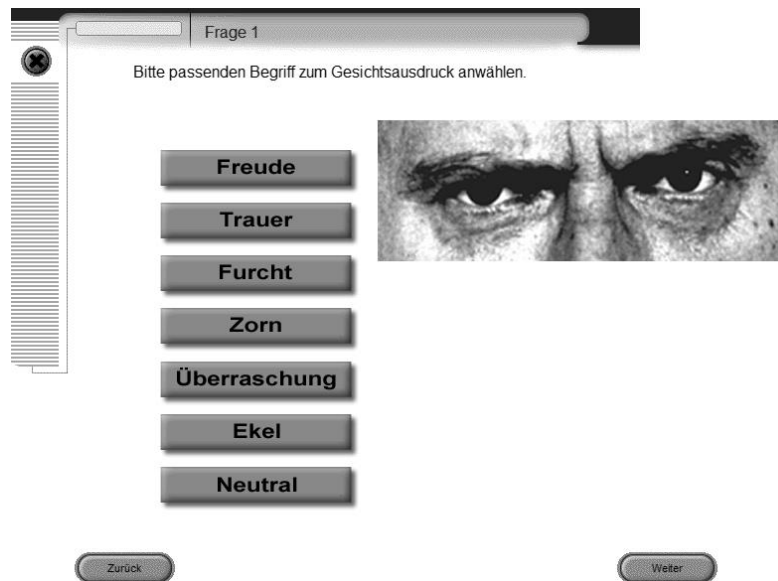 Frage 1
Bitte passenden Begriff zum Gesichtsausdruck anwählen.
Freude
Trauer
Furcht
Zorn
Überraschung
Ekel
Neutral
Zurück
Weiter